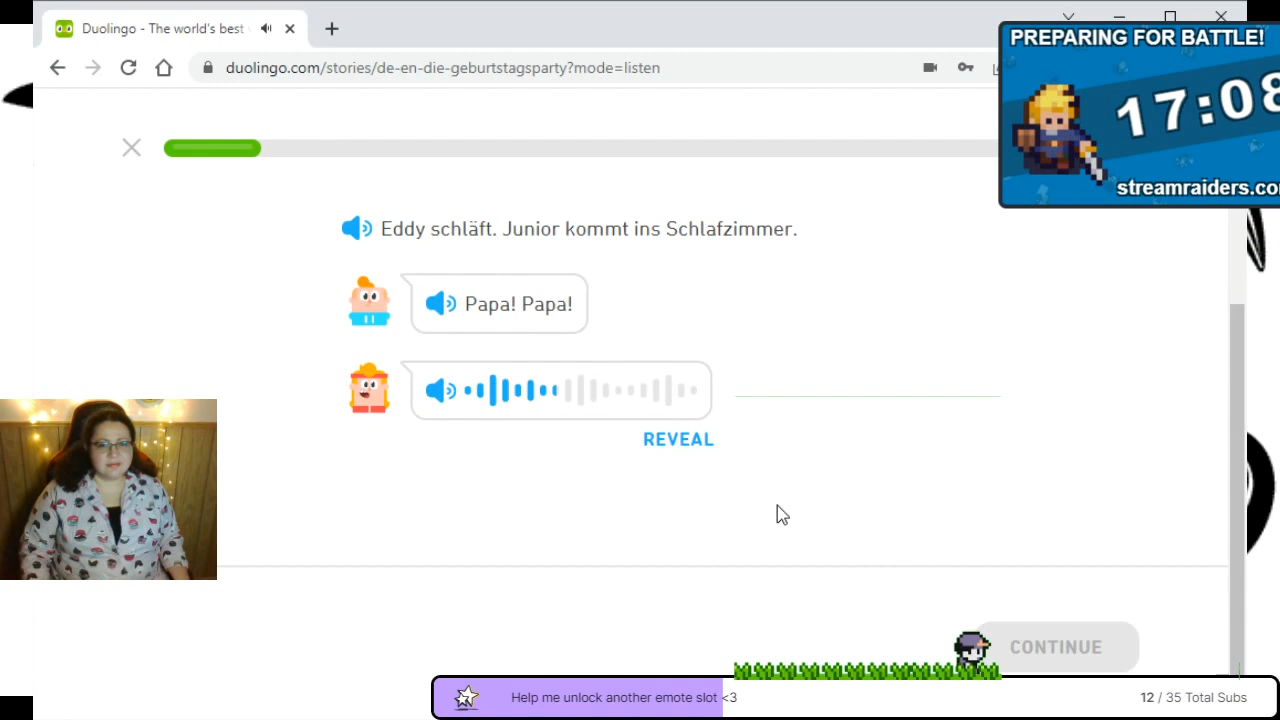 Duolingo - The world's best
duolingo.com/stories/de-en-die-geburtstagsparty?mode=listen
PREPARING FOR BATTLE!
17:08
streamraiders.co
Eddy schläft. Junior kommt ins Schlafzimmer.
Papa! Papa!
REVEAL
CONTINUE
Help me unlock another emote slot <3
12 / 35 Total Subs